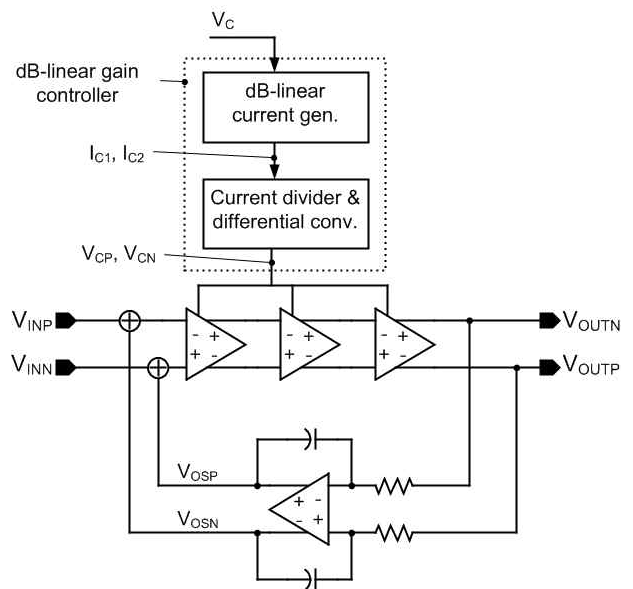 V_C
dB-linear gain
controller
dB-linear
current gen.
I_C1, I_C2
Current divider &
differential conv.
V_CP, V_CN
V_INP
V_OUTN
- +
+ -
- +
+ -
- +
+ -
V_INN
V_OUTP
V_OSP
+ -
- +
V_OSN